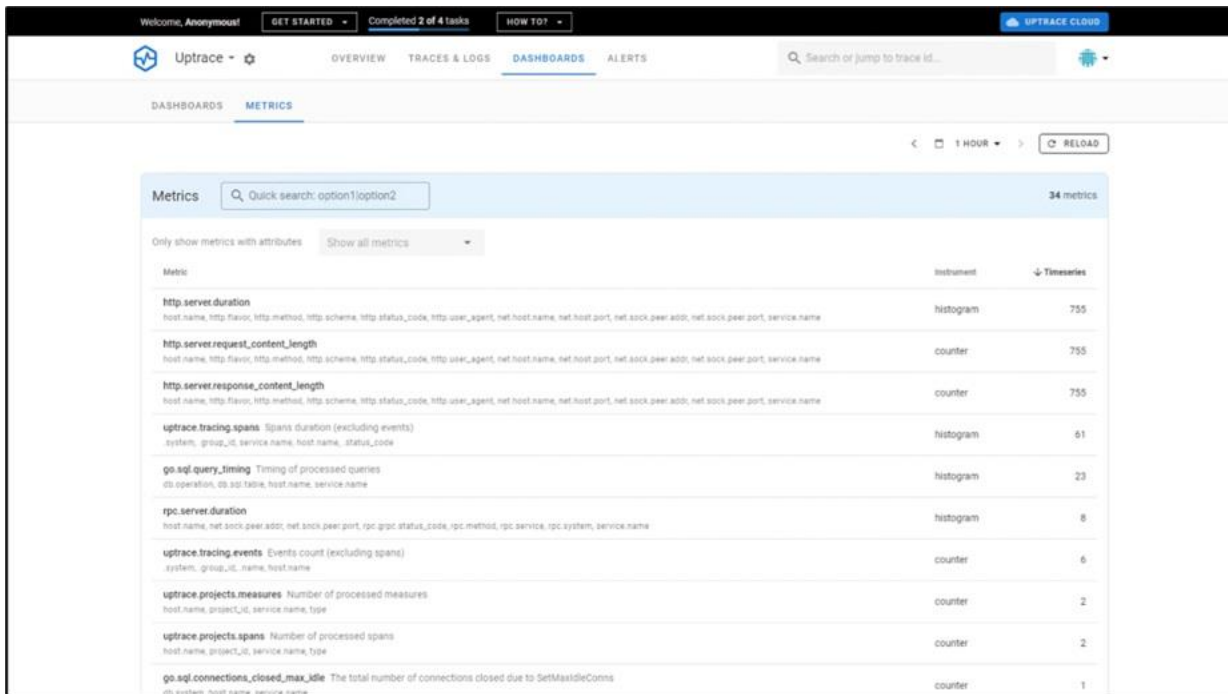 Welcome, Anonymous! GET STARTED Completed 2 of 4 tasks HOW TO? UPTRACE CLOUD
Uptrace OVERVIEW TRACES & LOGS DASHBOARDS ALERTS Search or jump to trace id...
DASHBOARDS METRICS
1 HOUR RELOAD
Metrics Quick search: option1|option2 34 metrics
Only show metrics with attributes Show all metrics
Metric Instrument Timeseries
http.server.duration
host.name, http.flavor, http.method, http.scheme, http.status_code, http.user_agent, net.host.name, net.host.port, net.sock.peer.addr, net.sock.peer.port, service.name
histogram 755
http.server.request_content_length
host.name, http.flavor, http.method, http.scheme, http.status_code, http.user_agent, net.host.name, net.host.port, net.sock.peer.addr, net.sock.peer.port, service.name
counter 755
http.server.response_content_length
host.name, http.flavor, http.method, http.scheme, http.status_code, http.user_agent, net.host.name, net.host.port, net.sock.peer.addr, net.sock.peer.port, service.name
counter 755
uptrace.tracing.spans Spans duration (excluding events)
.system, .group_id, service.name, host.name, .status_code
histogram 61
go.sql.query_timing Timing of processed queries
db.operation, db.sql.table, host.name, service.name
histogram 23
rpc.server.duration
host.name, net.sock.peer.addr, net.sock.peer.port, rpc.grpc.status_code, rpc.method, rpc.service, rpc.system, service.name
histogram 8
uptrace.tracing.events Events count (excluding spans)
.system, .group_id, .name, host.name
counter 6
uptrace.projects.measures Number of processed measures
host.name, project_id, service.name, type
counter 2
uptrace.projects.spans Number of processed spans
host.name, project_id, service.name, type
counter 2
go.sql.connections_closed_max_idle The total number of connections closed due to SetMaxIdleConns
db.system, host.name, service.name
counter 1